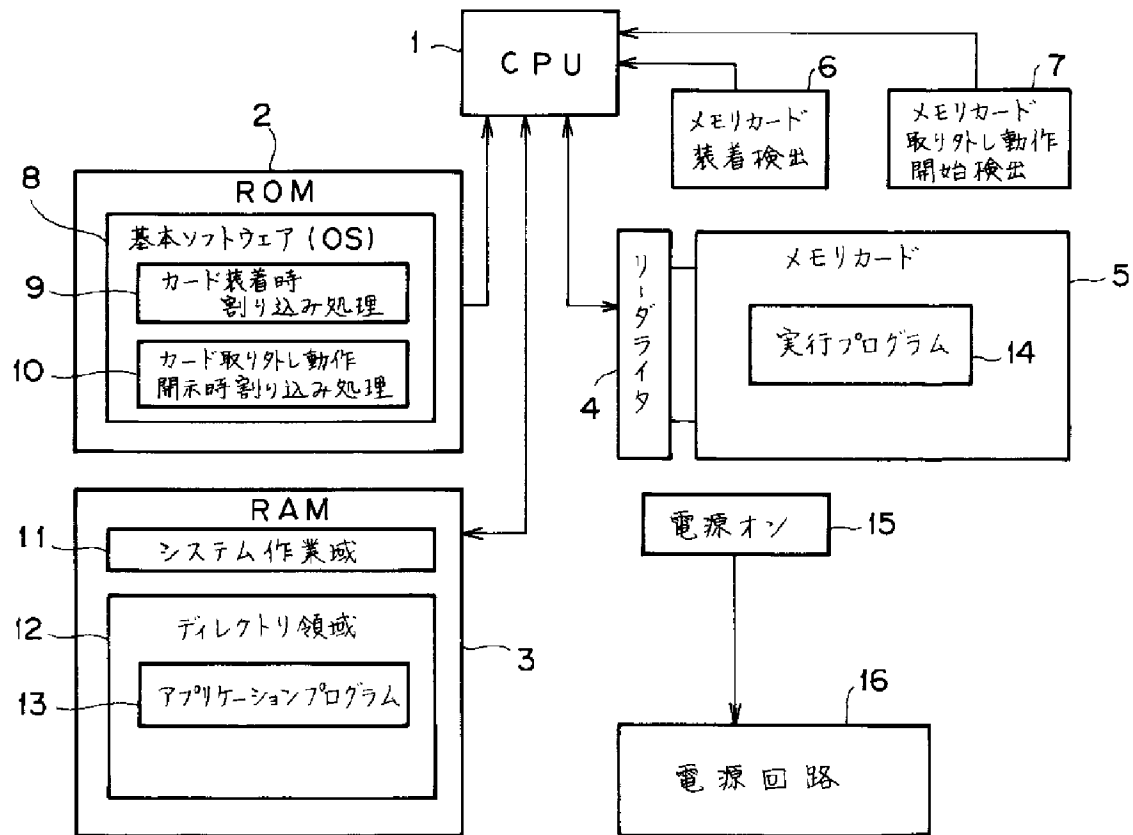 1
CPU
6
メモリカード
装着検出
7
メモリカード
取り外し動作
開始検出
2
ROM
8
基本ソフトウェア(OS)
9
カード装着時
割り込み処理
10
カード取り外し動作
開示時割り込み処理
リーダライタ
4
メモリカード
5
実行プログラム
14
RAM
11
システム作業域
12
ディレクトリ領域
3
13
アプリケーションプログラム
電源オン
15
16
電源回路